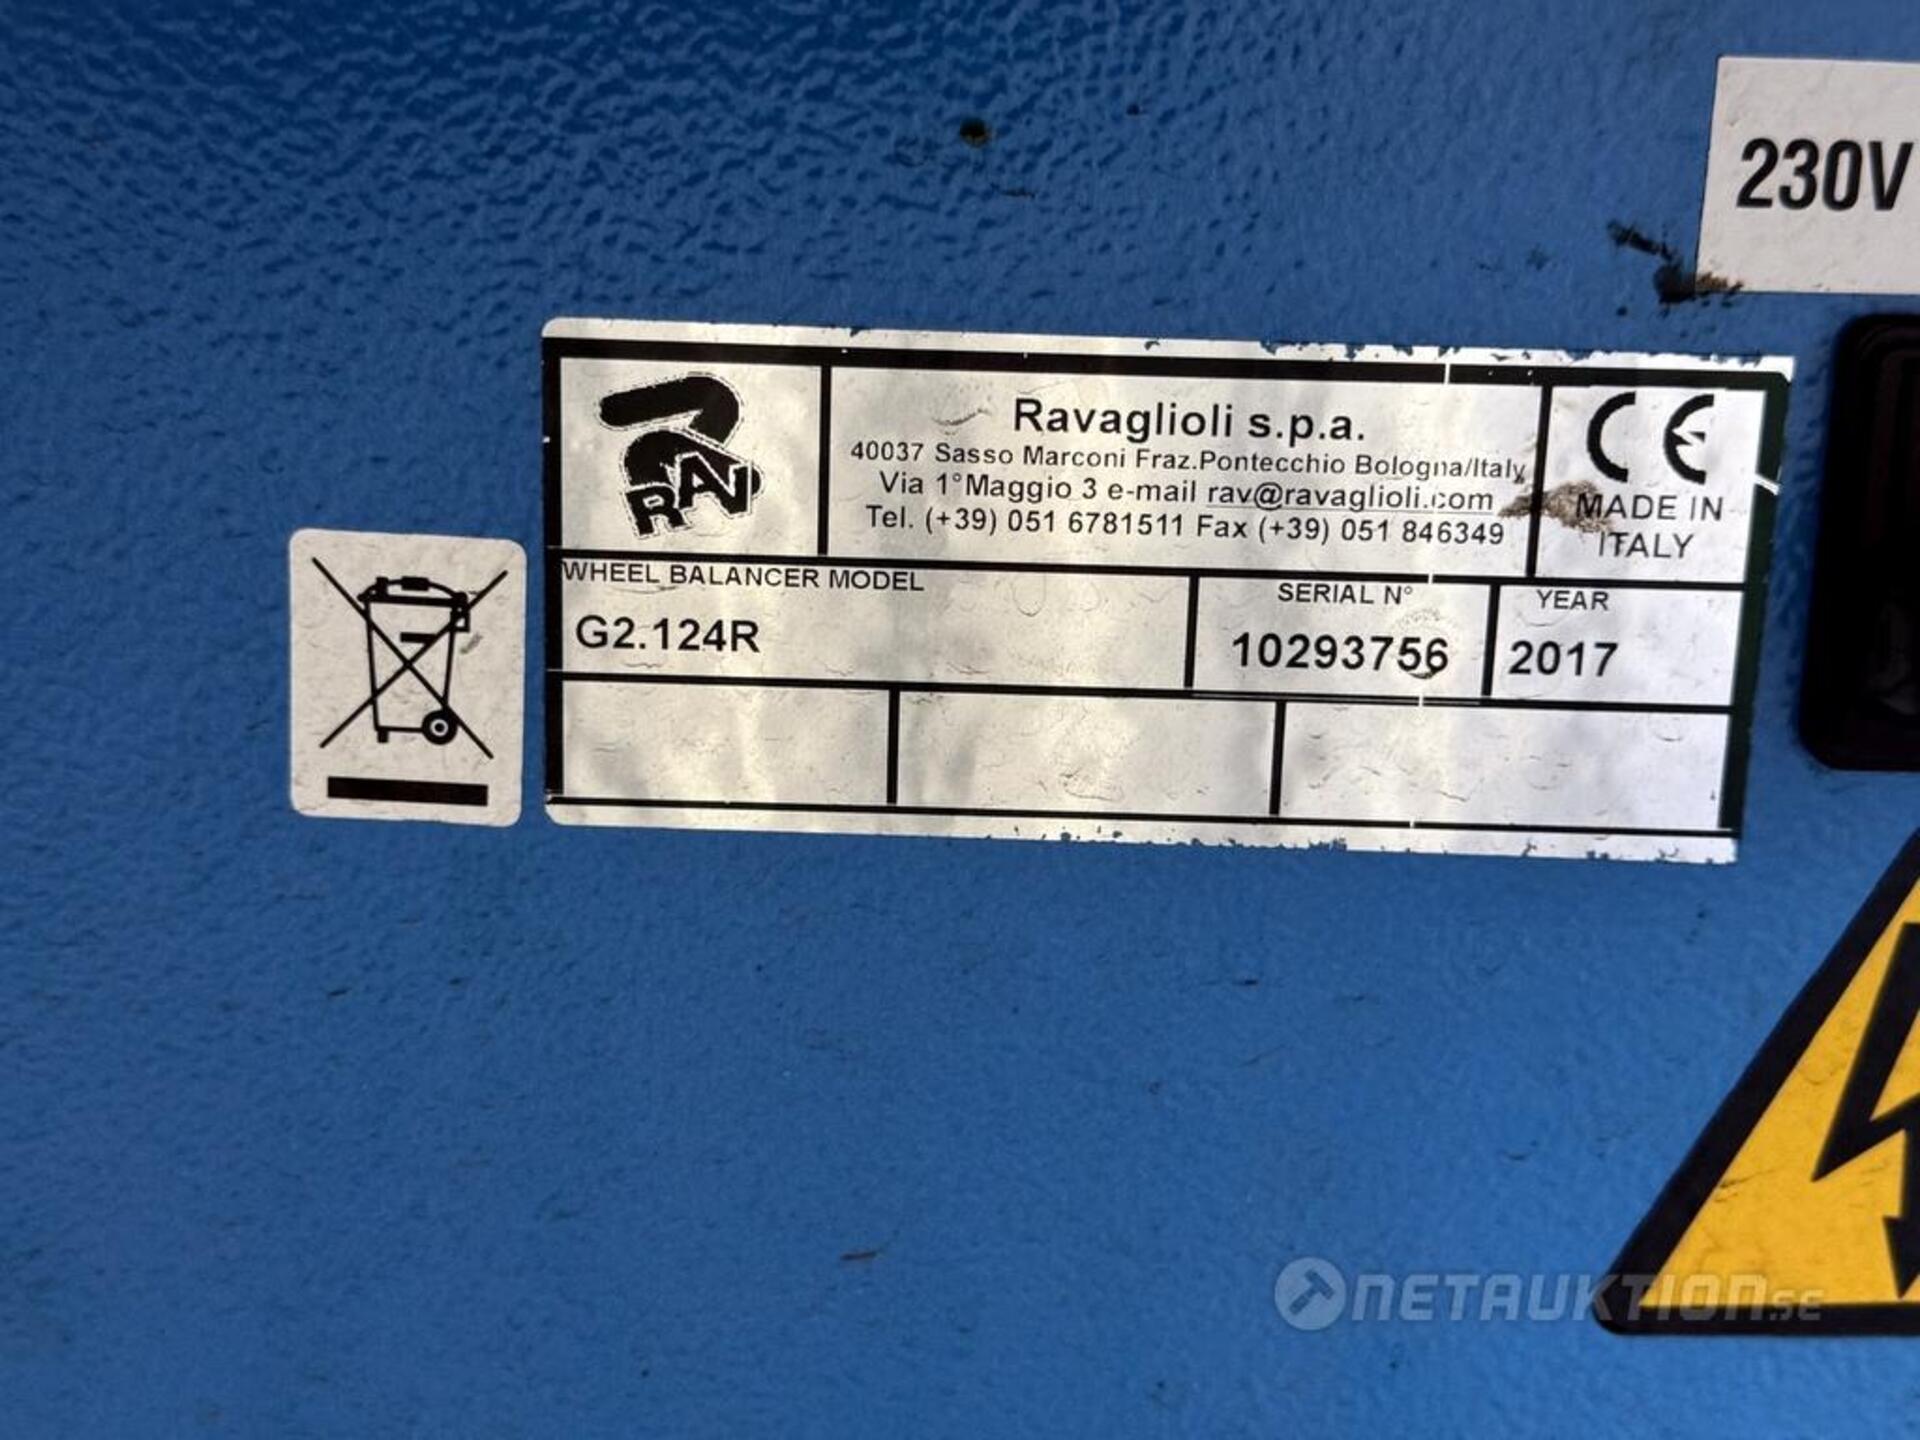 230V
RAV
Ravaglioli s.p.a.
40037 Sasso Marconi Fraz.Pontecchio Bologna/Italy
Via 1°Maggio 3 e-mail rav@ravaglioli.com
Tel. (+39) 051 6781511 Fax (+39) 051 846349
CE
MADE IN
ITALY
WHEEL BALANCER MODEL
G2.124R
SERIAL N°
10293756
YEAR
2017
NETAUKTION.SE